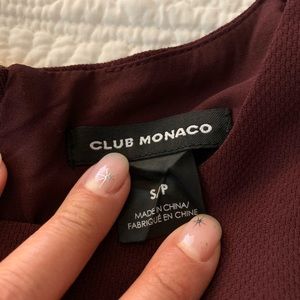 CLUB MONACO
S/P
MADE IN CHINA/
FABRIQUÉ EN CHINE